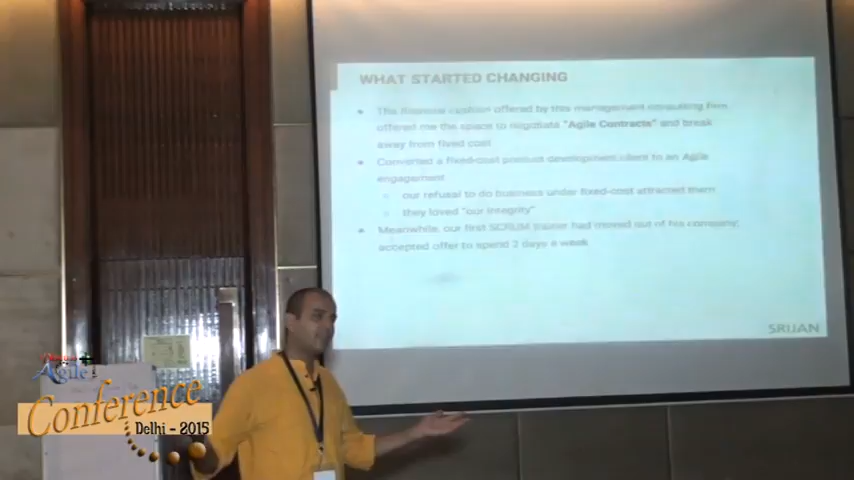 WHAT STARTED CHANGING
The financial cushion offered by this management consulting firm
offered me the space to negotiate "Agile Contracts" and break
away from fixed cost
Converted a fixed-cost product development client to an Agile
engagement
our refusal to do business under fixed-cost attracted them
they loved "our integrity"
Meanwhile, our first SCRUM trainer had moved out of his company;
accepted offer to spend 2 days a week
SRIJAN
Agile
Conference
Delhi - 2015